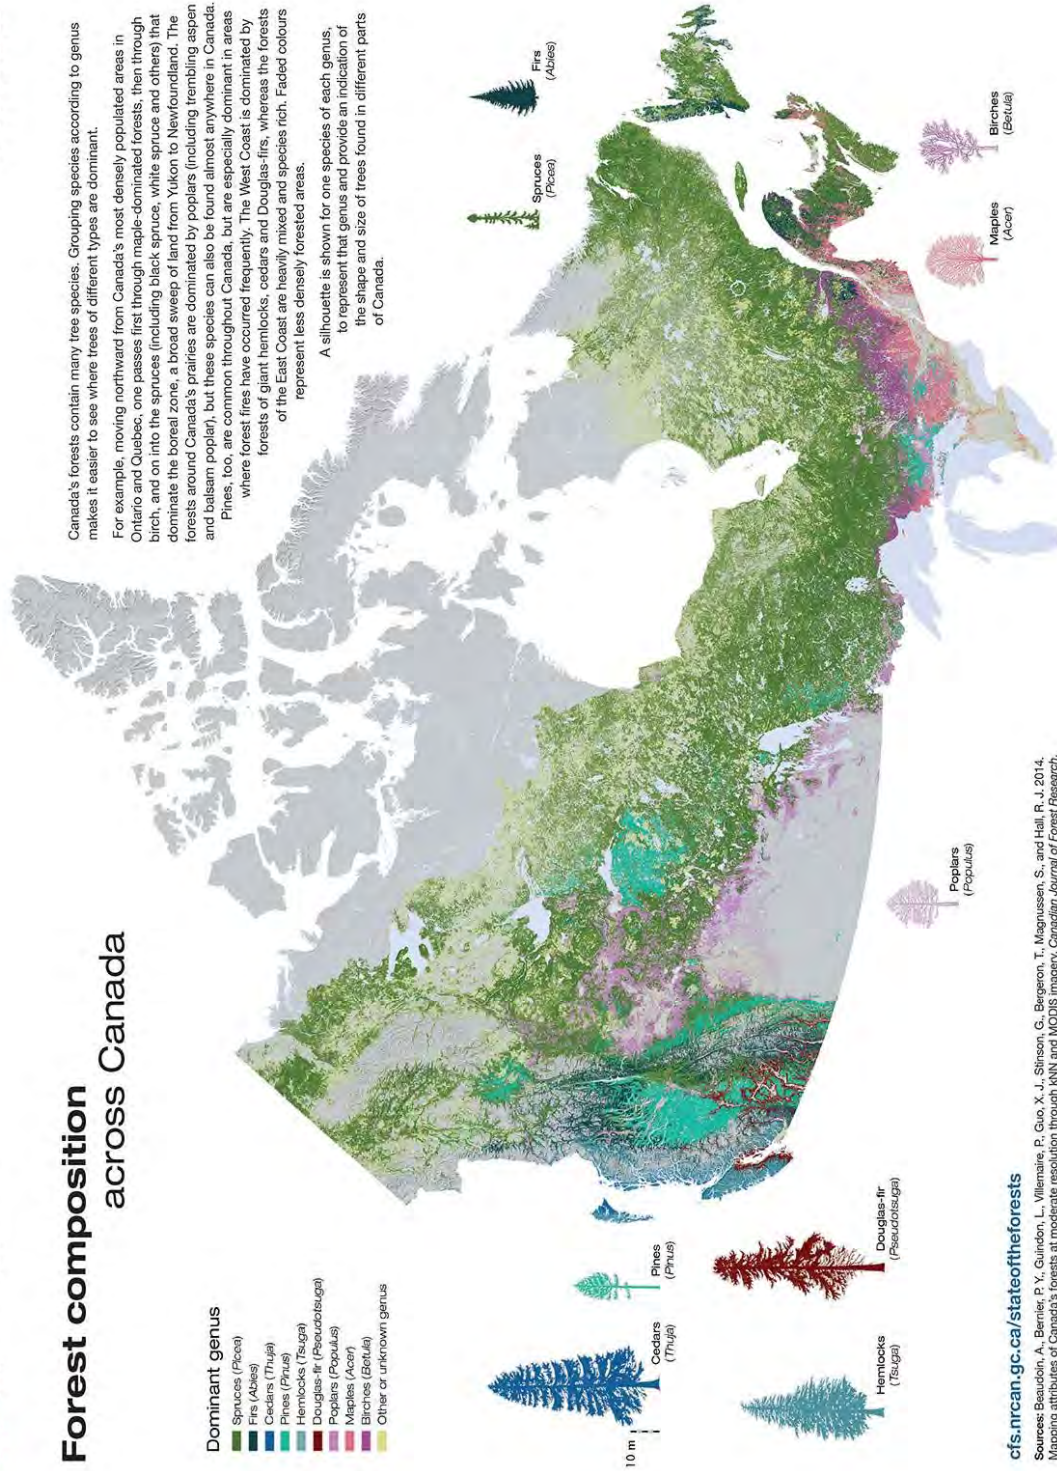 Forest composition
across Canada
Canada's forests contain many tree species. Grouping species according to genus
makes it easier to see where trees of different types are dominant.
For example, moving northward from Canada's most densely populated areas in
Ontario and Quebec, one passes first through maple-dominated forests, then through
birch, and on into the spruces (including black spruce, white spruce and others) that
dominate the boreal zone, a broad sweep of land from Yukon to Newfoundland. The
forests around Canada's prairies are dominated by poplars (including trembling aspen
and balsam poplar), but these species can also be found almost anywhere in Canada.
Pines, too, are common throughout Canada, but are especially dominant in areas
where forest fires have occurred frequently. The West Coast is dominated by
forests of giant hemlocks, cedars and Douglas-firs, whereas the forests
of the East Coast are heavily mixed and species rich. Faded colours
represent less densely forested areas.
A silhouette is shown for one species of each genus,
to represent that genus and provide an indication of
the shape and size of trees found in different parts
of Canada.
Dominant genus
Spruces (Picea)
Firs (Abies)
Cedars (Thuja)
Pines (Pinus)
Hemlocks (Tsuga)
Douglas-fir (Pseudotsuga)
Poplars (Populus)
Maples (Acer)
Birches (Betula)
Other or unknown genus
Spruces
(Picea)
Firs
(Abies)
10 m
Cedars
(Thuja)
Pines
(Pinus)
Hemlocks
(Tsuga)
Douglas-fir
(Pseudotsuga)
Poplars
(Populus)
Maples
(Acer)
Birches
(Betula)
cfs.nrcan.gc.ca/stateoftheforests
Sources: Beaudoin, A., Bernier, P. Y., Guindon, L., Villemaire, P., Guo, X. J., Stinson, G., Bergeron, T., Magnussen, S., and Hall, R. J. 2014.
Mapping attributes of Canada's forests at moderate resolution through kNN and MODIS imagery. Canadian Journal of Forest Research.